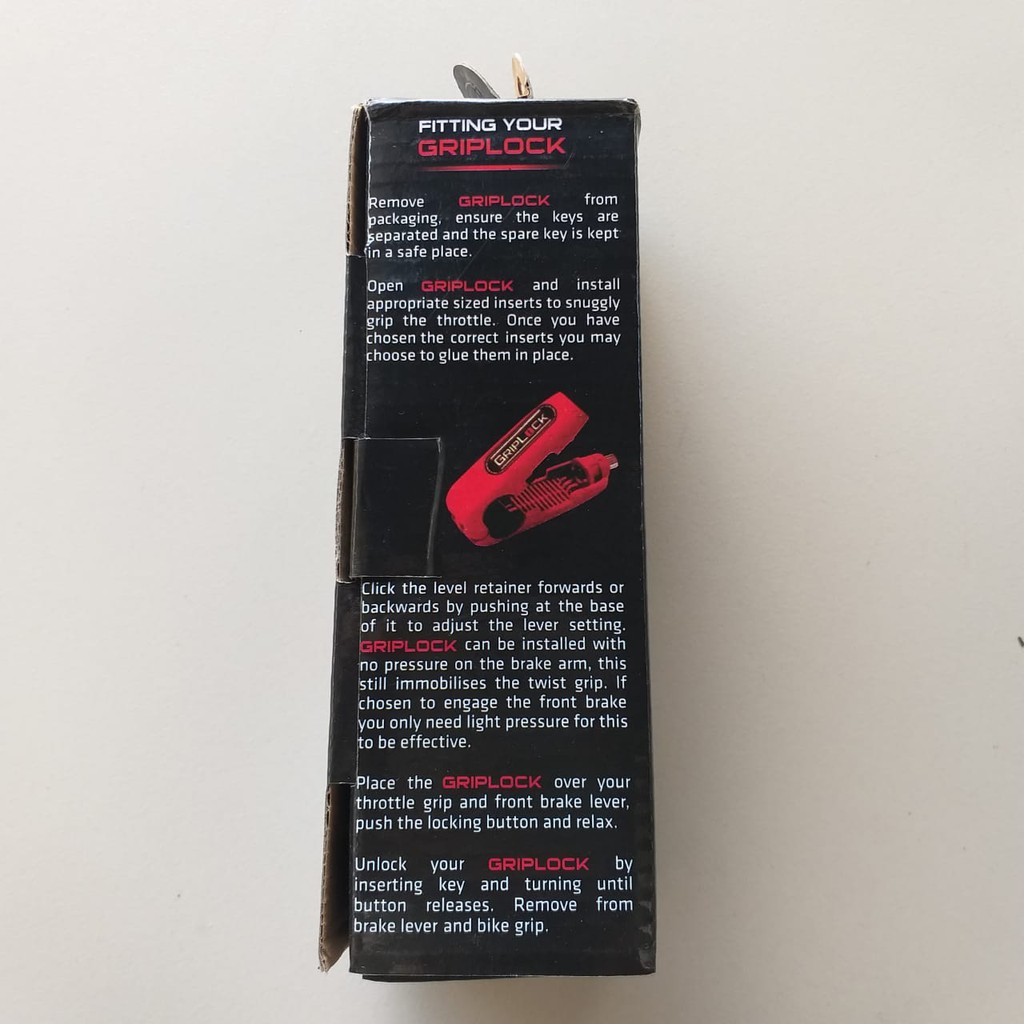 FITTING YOUR
GRIPLOCK
Remove GRIPLOCK from
packaging, ensure the keys are
separated and the spare key is kept
in a safe place.
Open GRIPLOCK and install
appropriate sized inserts to snuggly
grip the throttle. Once you have
chosen the correct inserts you may
choose to glue them in place.
GRIPLOCK
Click the level retainer forwards or
backwards by pushing at the base
of it to adjust the lever setting.
GRIPLOCK can be installed with
no pressure on the brake arm, this
still immobilises the twist grip. If
chosen to engage the front brake
you only need light pressure for this
to be effective.
Place the GRIPLOCK over your
throttle grip and front brake lever,
push the locking button and relax.
Unlock your GRIPLOCK by
inserting key and turning until
button releases. Remove from
brake lever and bike grip.